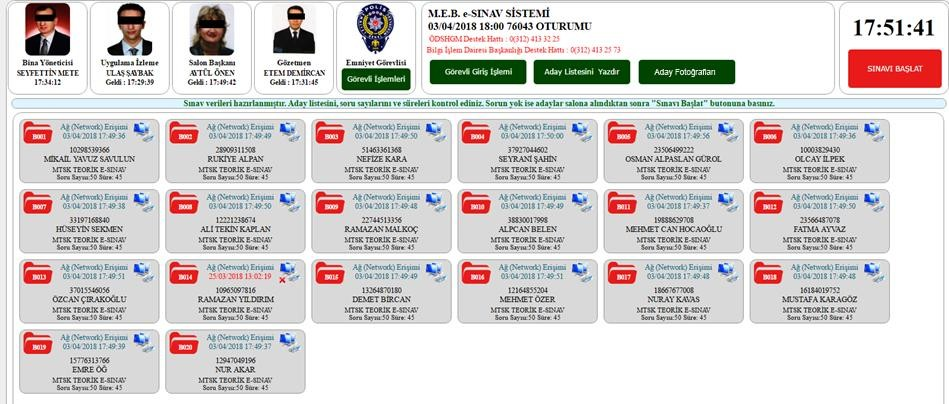 Bina Yöneticisi
SEYFETTİN METE
17:34:12
Uygulama İzleme
ULAŞ ŞAYBAK
Geliş : 17:29:39
Salon Başkanı
AYTÜL ÖNEN
Geliş : 17:49:42
Gözetmen
ETEM DEMİRCAN
Geliş : 17:31:45
POLİS
Emniyet Görevlisi
Görevli İşlemleri
M.E.B. e-SINAV SİSTEMİ
03/04/2018 18:00 76043 OTURUMU
ÖDSHGM Destek Hattı : 0(312) 413 32 25
Bilgi İşlem Dairesi Başkanlığı Destek Hattı : 0(312) 413 25 73
Görevli Giriş İşlemi
Aday Listesini Yazdır
Aday Fotoğrafları
17:51:41
SINAVI BAŞLAT
Sınav verileri hazırlanmıştır. Aday listesini, soru sayılarını ve süreleri kontrol ediniz. Sorun yok ise adaylar salona alındıktan sonra "Sınavı Başlat" butonuna basınız.
B001
Ağ (Network) Erişimi
03/04/2018 17:49:36
10298539366
MİKAİL YAVUZ SAVULUN
MTSK TEORİK E-SINAV
Soru Sayısı:50 Süre: 45
B002
Ağ (Network) Erişimi
03/04/2018 17:49:49
28909311508
RUKİYE ALPAN
MTSK TEORİK E-SINAV
Soru Sayısı:50 Süre: 45
B003
Ağ (Network) Erişimi
03/04/2018 17:49:50
51463361368
NEFİZE KARA
MTSK TEORİK E-SINAV
Soru Sayısı:50 Süre: 45
B004
Ağ (Network) Erişimi
03/04/2018 17:50:00
37927044602
SEYRANİ ŞAHİN
MTSK TEORİK E-SINAV
Soru Sayısı:50 Süre: 45
B005
Ağ (Network) Erişimi
03/04/2018 17:49:56
23506499222
OSMAN ALPASLAN GÜROL
MTSK TEORİK E-SINAV
Soru Sayısı:50 Süre: 45
B006
Ağ (Network) Erişimi
03/04/2018 17:49:36
10003829430
OLCAY İLPEK
MTSK TEORİK E-SINAV
Soru Sayısı:50 Süre: 45
B007
Ağ (Network) Erişimi
03/04/2018 17:49:38
33197168840
HÜSEYİN SEKMEN
MTSK TEORİK E-SINAV
Soru Sayısı:50 Süre: 45
B008
Ağ (Network) Erişimi
03/04/2018 17:49:50
12221238674
ALİ TEKİN KAPLAN
MTSK TEORİK E-SINAV
Soru Sayısı:50 Süre: 45
B009
Ağ (Network) Erişimi
03/04/2018 17:49:48
22744513356
RAMAZAN MALKOÇ
MTSK TEORİK E-SINAV
Soru Sayısı:50 Süre: 45
B010
Ağ (Network) Erişimi
03/04/2018 17:49:49
38830017998
ALPCAN BELEN
MTSK TEORİK E-SINAV
Soru Sayısı:50 Süre: 45
B011
Ağ (Network) Erişimi
03/04/2018 17:49:37
19888629708
MEHMET CAN HOCAOĞLU
MTSK TEORİK E-SINAV
Soru Sayısı:50 Süre: 45
B012
Ağ (Network) Erişimi
03/04/2018 17:49:50
23566487078
FATMA AYVAZ
MTSK TEORİK E-SINAV
Soru Sayısı:50 Süre: 45
B013
Ağ (Network) Erişimi
03/04/2018 17:49:51
37015546056
ÖZCAN ÇIRAKOĞLU
MTSK TEORİK E-SINAV
Soru Sayısı:50 Süre: 45
B014
Ağ (Network) Erişimi
25/03/2018 13:02:19
10965097816
RAMAZAN YILDIRIM
MTSK TEORİK E-SINAV
Soru Sayısı:50 Süre: 45
B015
Ağ (Network) Erişimi
03/04/2018 17:49:49
13264870180
DEMET BİRCAN
MTSK TEORİK E-SINAV
Soru Sayısı:50 Süre: 45
B016
Ağ (Network) Erişimi
03/04/2018 17:49:51
12164855204
MEHMET ÖZER
MTSK TEORİK E-SINAV
Soru Sayısı:50 Süre: 45
B017
Ağ (Network) Erişimi
03/04/2018 17:49:48
18667677008
NURAY KAVAS
MTSK TEORİK E-SINAV
Soru Sayısı:50 Süre: 45
B018
Ağ (Network) Erişimi
03/04/2018 17:49:48
16184019752
MUSTAFA KARAGÖZ
MTSK TEORİK E-SINAV
Soru Sayısı:50 Süre: 45
B019
Ağ (Network) Erişimi
03/04/2018 17:49:39
15776313766
EMRE ÖĞ
MTSK TEORİK E-SINAV
Soru Sayısı:50 Süre: 45
B020
Ağ (Network) Erişimi
03/04/2018 17:49:37
12947049196
NUR AKAR
MTSK TEORİK E-SINAV
Soru Sayısı:50 Süre: 45